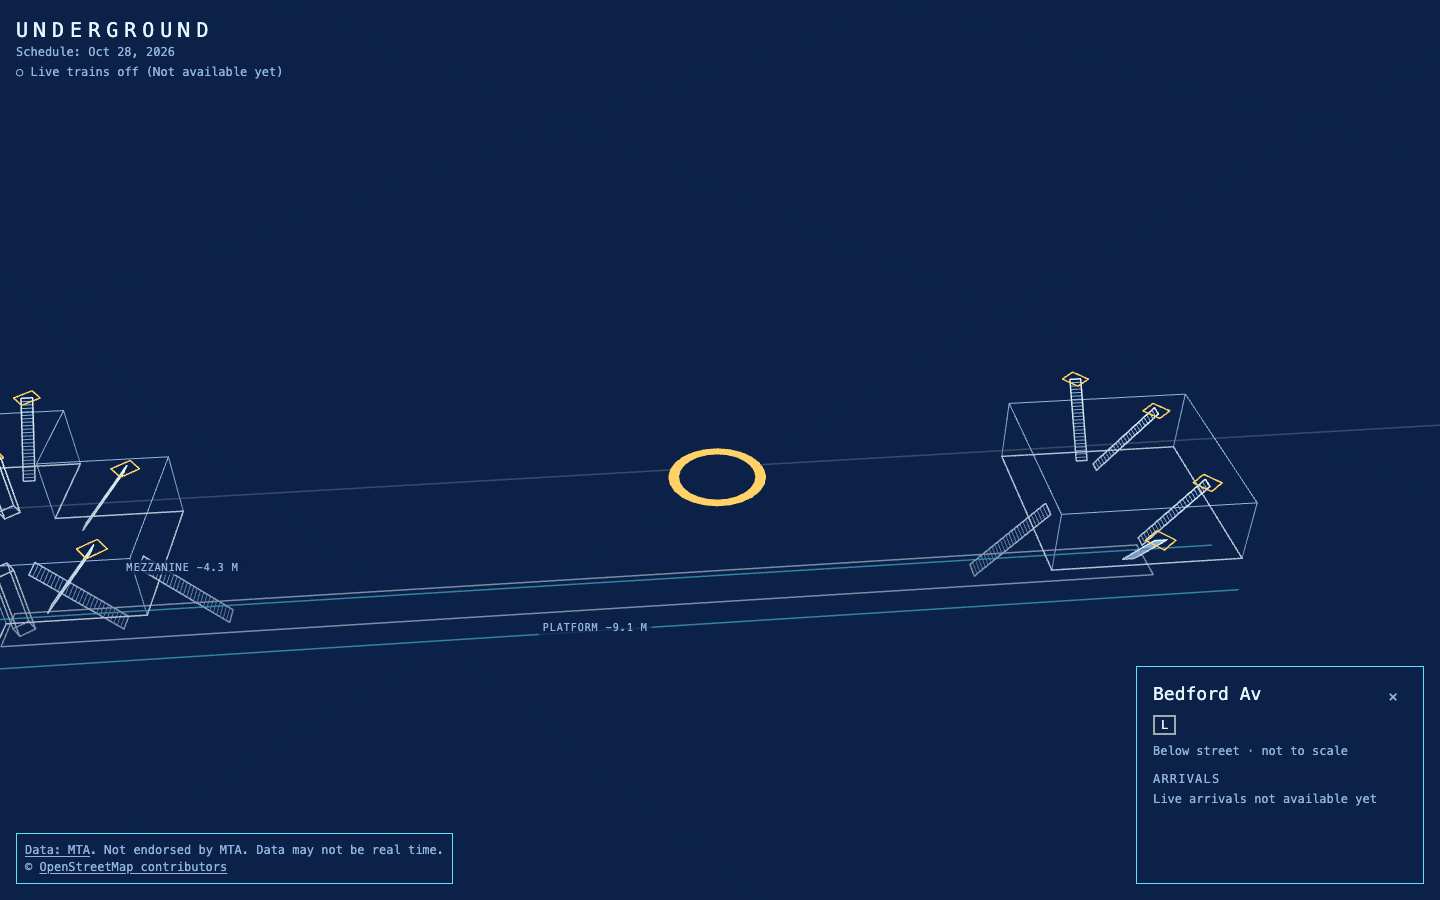 UNDERGROUND
Schedule: Oct 28, 2026
○ Live trains off (Not available yet)
MEZZANINE −4.3 M
PLATFORM −9.1 M
Bedford Av ×
L
Below street · not to scale
ARRIVALS
Live arrivals not available yet
Data: MTA. Not endorsed by MTA. Data may not be real time.
© OpenStreetMap contributors